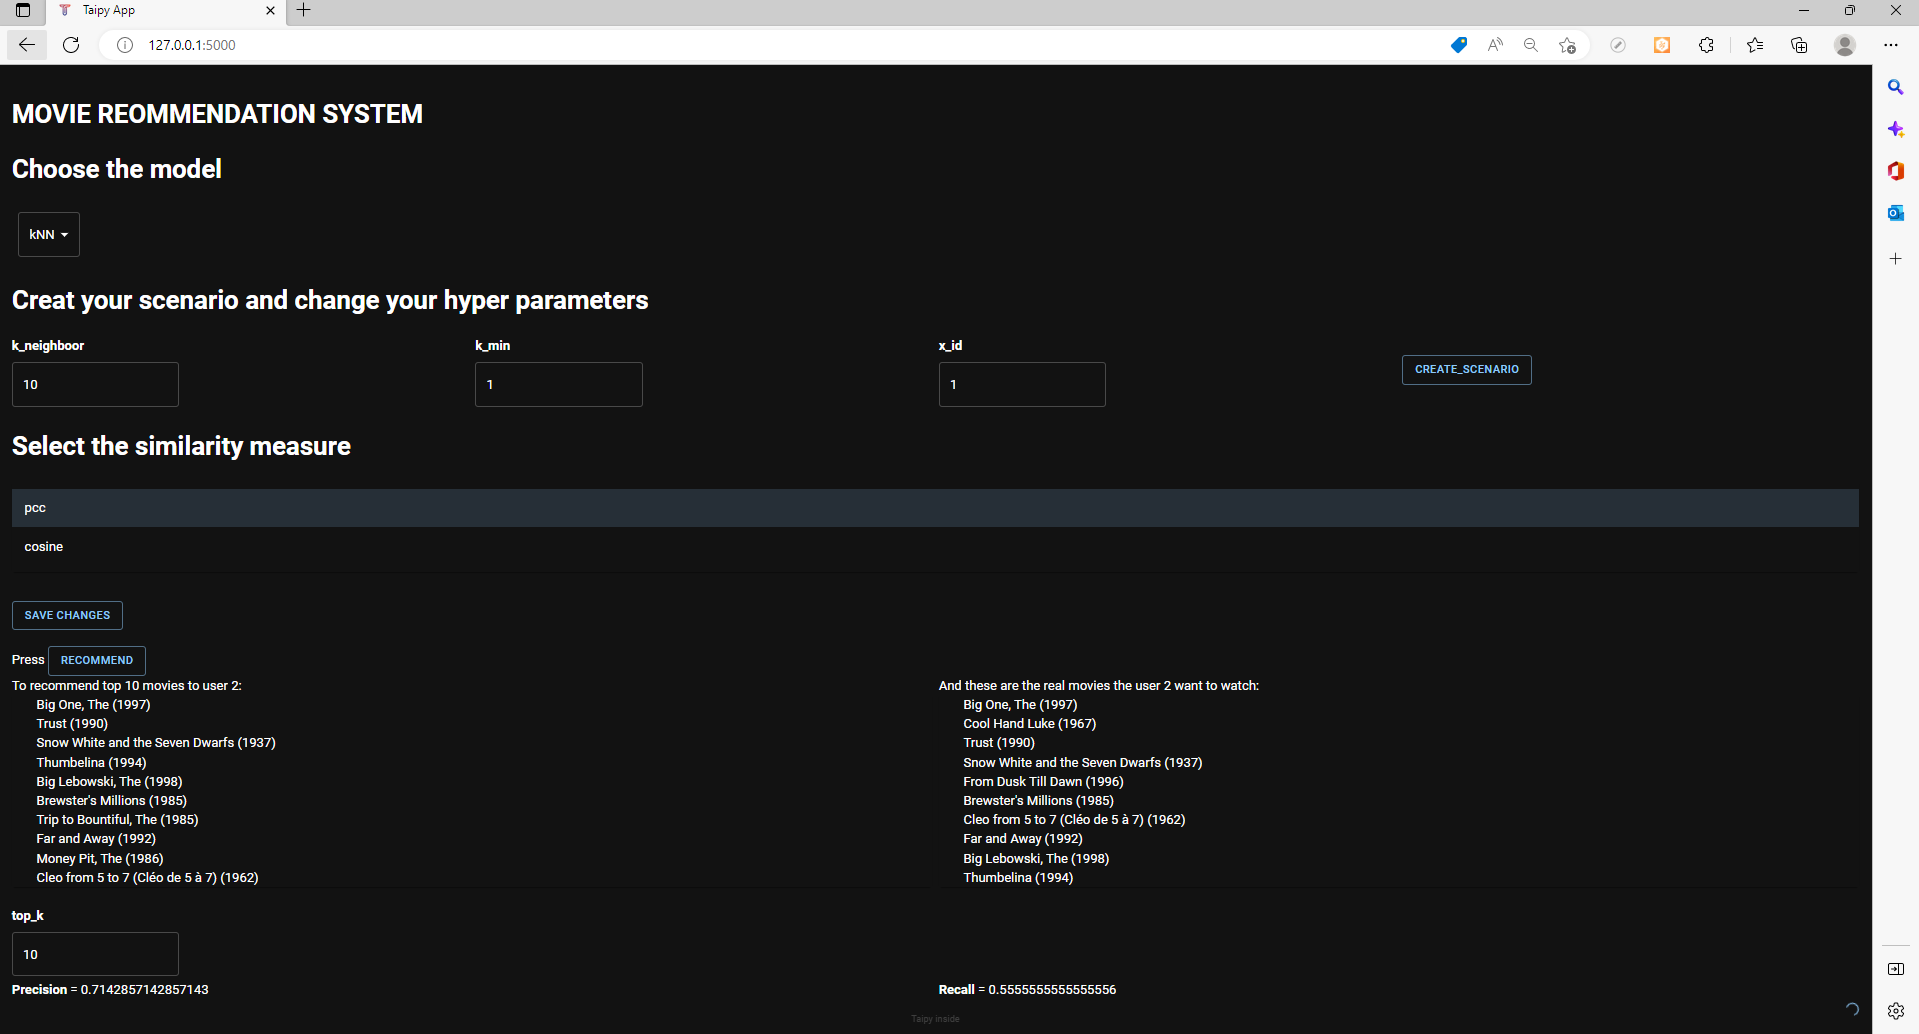 Taipy App
127.0.0.1:5000
MOVIE REOMMENDATION SYSTEM
Choose the model
kNN
Creat your scenario and change your hyper parameters
k_neighboor k_min x_id
10 1 1 CREATE_SCENARIO
Select the similarity measure
pcc
cosine
SAVE CHANGES
Press RECOMMEND
To recommend top 10 movies to user 2:
Big One, The (1997)
Trust (1990)
Snow White and the Seven Dwarfs (1937)
Thumbelina (1994)
Big Lebowski, The (1998)
Brewster's Millions (1985)
Trip to Bountiful, The (1985)
Far and Away (1992)
Money Pit, The (1986)
Cleo from 5 to 7 (Cléo de 5 à 7) (1962)
And these are the real movies the user 2 want to watch:
Big One, The (1997)
Cool Hand Luke (1967)
Trust (1990)
Snow White and the Seven Dwarfs (1937)
From Dusk Till Dawn (1996)
Brewster's Millions (1985)
Cleo from 5 to 7 (Cléo de 5 à 7) (1962)
Far and Away (1992)
Big Lebowski, The (1998)
Thumbelina (1994)
top_k
10
Precision = 0.7142857142857143
Recall = 0.5555555555555556
Taipy inside